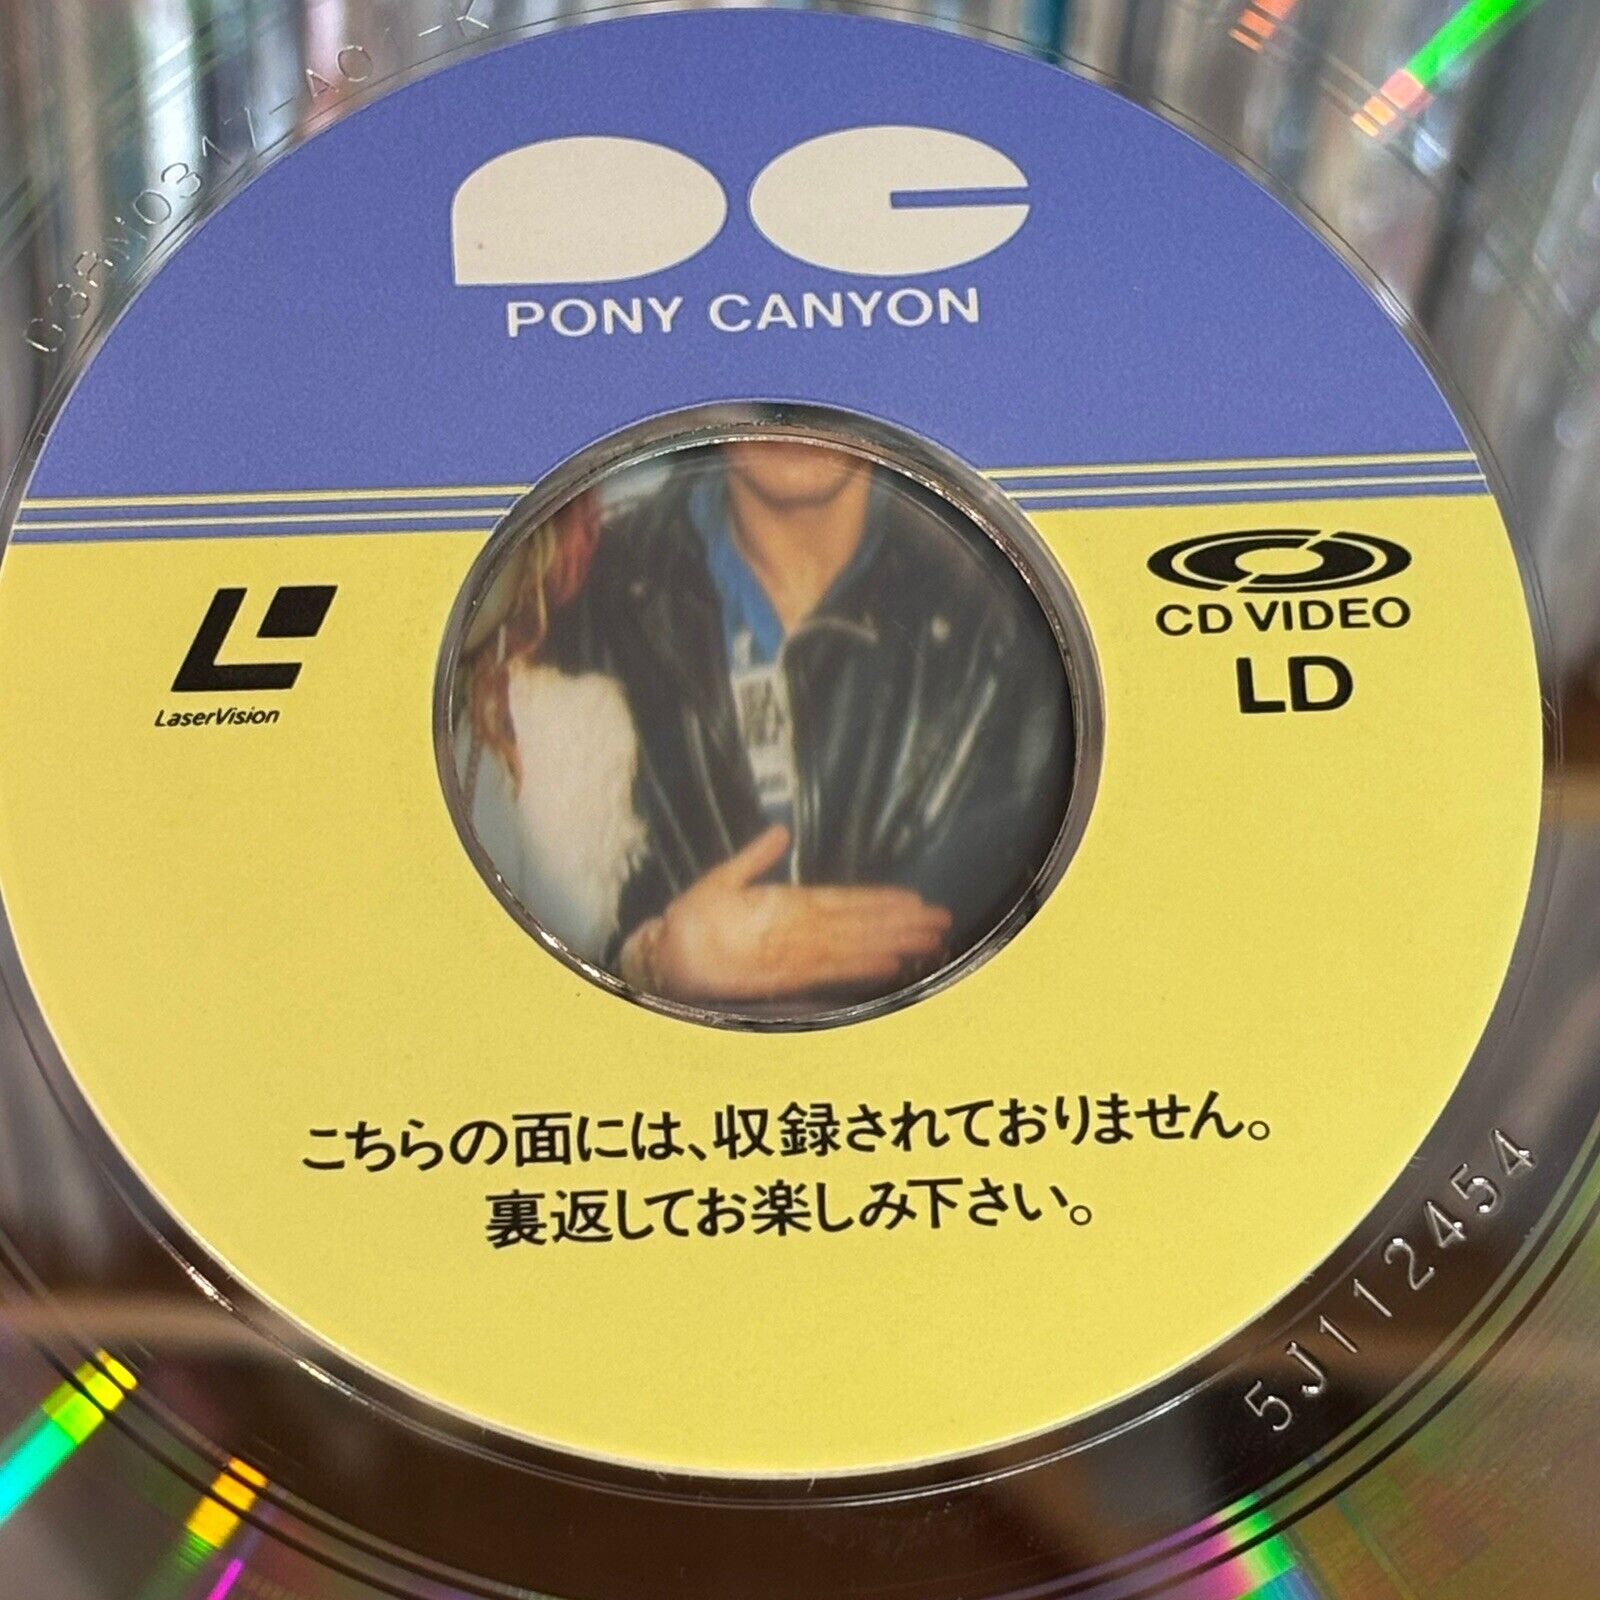 PONY CANYON
LaserVision
CD VIDEO
LD
こちらの面には、収録されておりません。
裏返してお楽しみ下さい。
5J112454